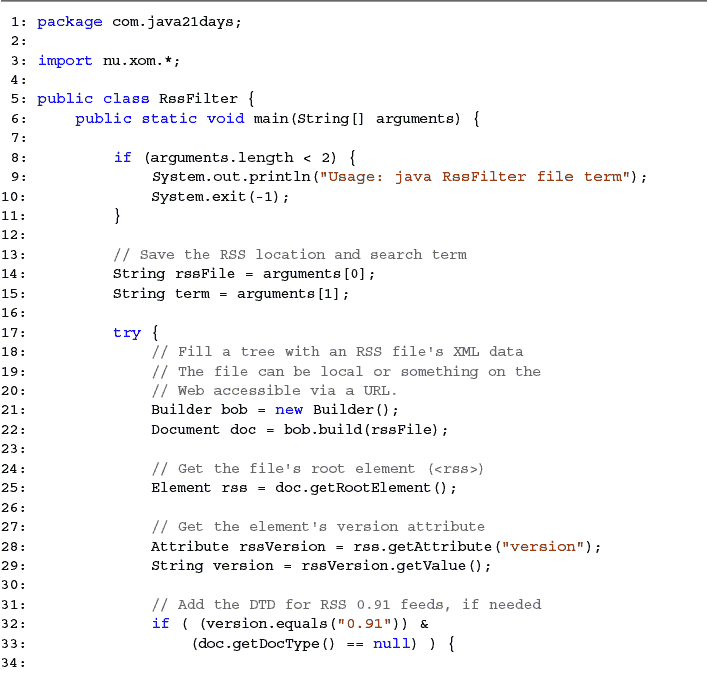 1: package com.java21days;
2:
3: import nu.xom.*;
4:
5: public class RssFilter {
6:     public static void main(String[] arguments) {
7:
8:         if (arguments.length < 2) {
9:             System.out.println("Usage: java RssFilter file term");
10:             System.exit(-1);
11:         }
12:
13:         // Save the RSS location and search term
14:         String rssFile = arguments[0];
15:         String term = arguments[1];
16:
17:         try {
18:             // Fill a tree with an RSS file's XML data
19:             // The file can be local or something on the
20:             // Web accessible via a URL.
21:             Builder bob = new Builder();
22:             Document doc = bob.build(rssFile);
23:
24:             // Get the file's root element (<rss>)
25:             Element rss = doc.getRootElement();
26:
27:             // Get the element's version attribute
28:             Attribute rssVersion = rss.getAttribute("version");
29:             String version = rssVersion.getValue();
30:
31:             // Add the DTD for RSS 0.91 feeds, if needed
32:             if ( (version.equals("0.91")) &
33:                 (doc.getDocType() == null) ) {
34: